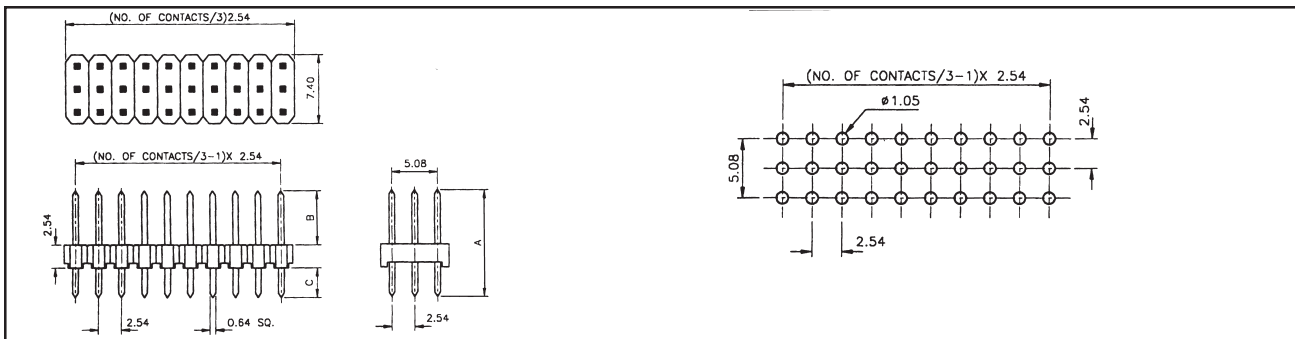 (NO. OF CONTACTS/3)2.54
7.40
(NO. OF CONTACTS/3-1)X 2.54
2.54
B
C
2.54
0.64 SQ.
5.08
A
2.54
(NO. OF CONTACTS/3-1)X 2.54
ø1.05
2.54
5.08
2.54